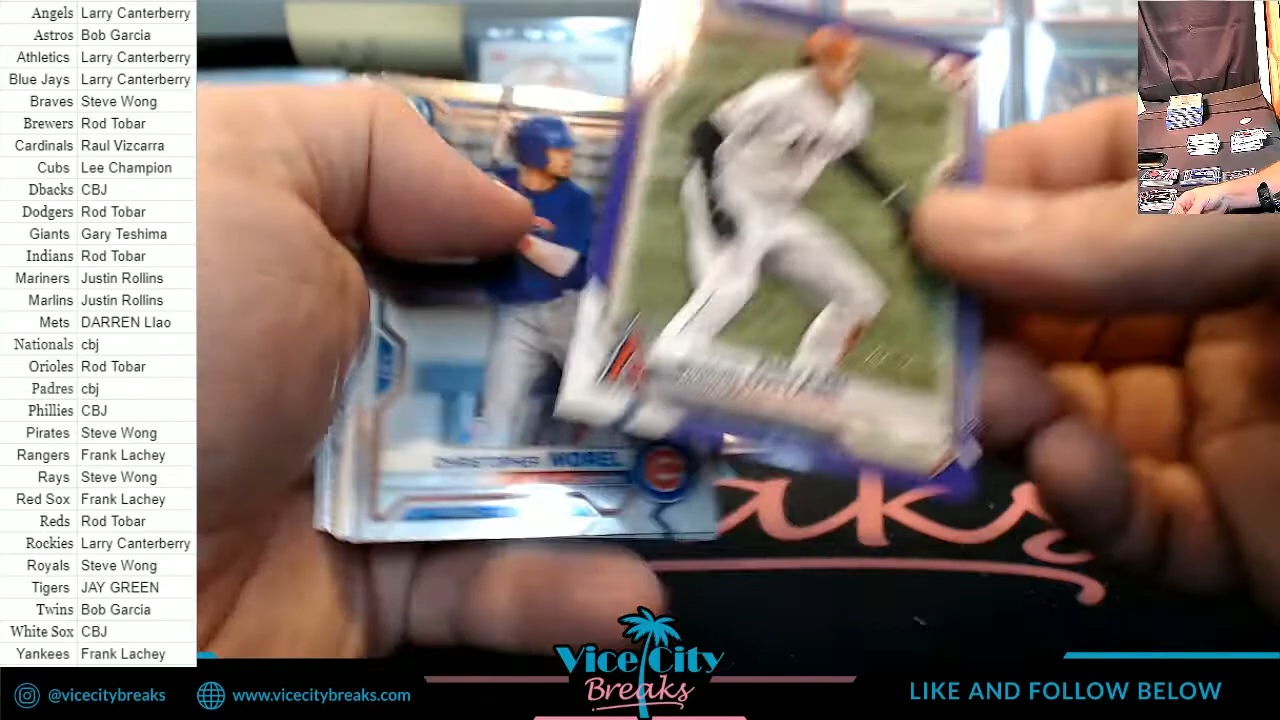 Angels Larry Canterberry
Astros Bob Garcia
Athletics Larry Canterberry
Blue Jays Larry Canterberry
Braves Steve Wong
Brewers Rod Tobar
Cardinals Raul Vizcarra
Cubs Lee Champion
Dbacks CBJ
Dodgers Rod Tobar
Giants Gary Teshima
Indians Rod Tobar
Mariners Justin Rollins
Marlins Justin Rollins
Mets DARREN Llao
Nationals cbj
Orioles Rod Tobar
Padres cbj
Phillies CBJ
Pirates Steve Wong
Rangers Frank Lachey
Rays Steve Wong
Red Sox Frank Lachey
Reds Rod Tobar
Rockies Larry Canterberry
Royals Steve Wong
Tigers JAY GREEN
Twins Bob Garcia
White Sox CBJ
Yankees Frank Lachey
CHRISTOPHER MOREL
@vicecitybreaks
www.vicecitybreaks.com
Vice City
Breaks
LIKE AND FOLLOW BELOW